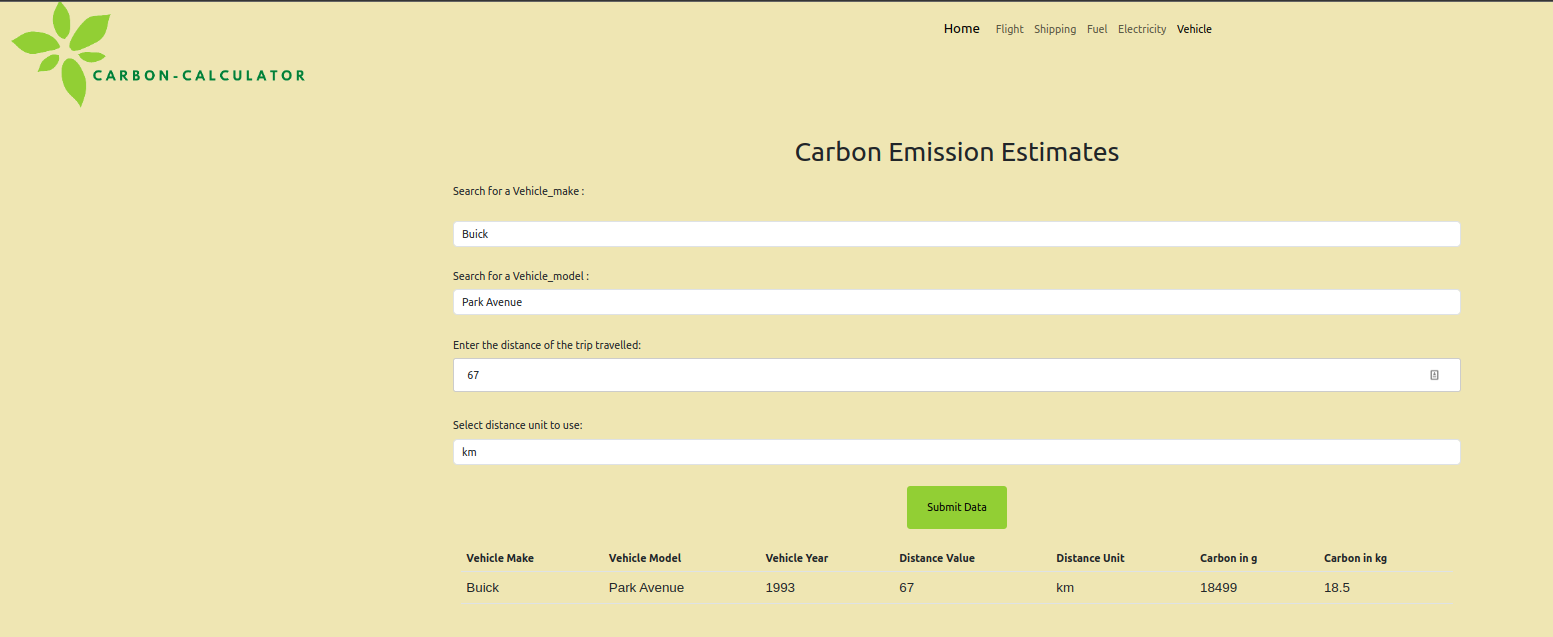 Home Flight Shipping Fuel Electricity Vehicle
CARBON-CALCULATOR
Carbon Emission Estimates
Search for a Vehicle_make :
Buick
Search for a Vehicle_model :
Park Avenue
Enter the distance of the trip travelled:
67
Select distance unit to use:
km
Submit Data
Vehicle Make Vehicle Model Vehicle Year Distance Value Distance Unit Carbon in g Carbon in kg
Buick Park Avenue 1993 67 km 18499 18.5